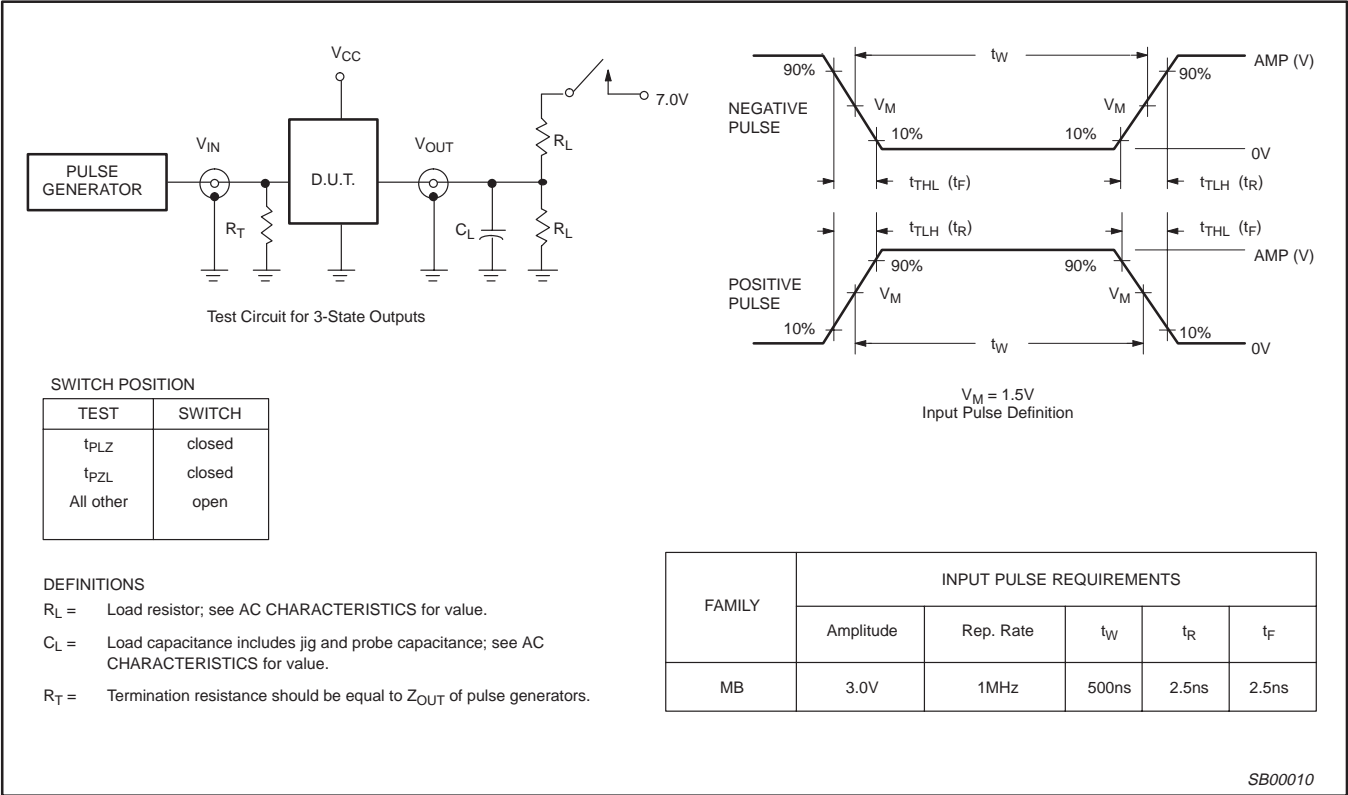 VCC
7.0V
RL
VIN
VOUT
PULSE
GENERATOR
D.U.T.
RT
CL
RL
Test Circuit for 3-State Outputs
tW
AMP (V)
90%
90%
NEGATIVE
PULSE
VM
VM
10%
10%
0V
tTHL (tF)
tTLH (tR)
tTLH (tR)
tTHL (tF)
AMP (V)
90%
90%
POSITIVE
PULSE
VM
VM
10%
10%
tW
0V
VM = 1.5V
Input Pulse Definition
SWITCH POSITION
TEST SWITCH
tPLZ closed
tPZL closed
All other open
DEFINITIONS
RL = Load resistor; see AC CHARACTERISTICS for value.
CL = Load capacitance includes jig and probe capacitance; see AC
CHARACTERISTICS for value.
RT = Termination resistance should be equal to ZOUT of pulse generators.
FAMILY
INPUT PULSE REQUIREMENTS
Amplitude Rep. Rate tW tR tF
MB 3.0V 1MHz 500ns 2.5ns 2.5ns
SB00010